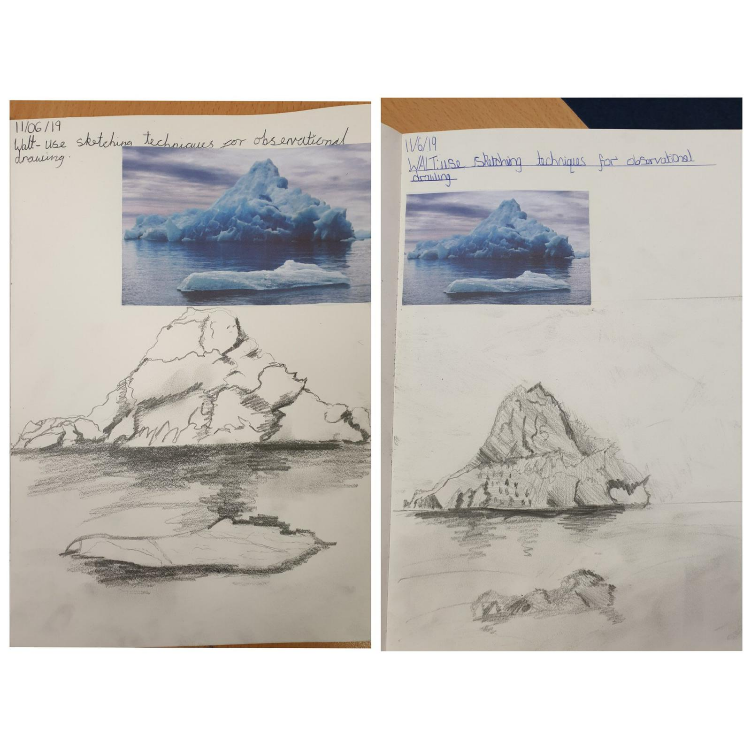 11/06/19
Walt- use sketching techniques for observational
drawing.
11/6/19
WALT: use sketching techniques for observational
drawing